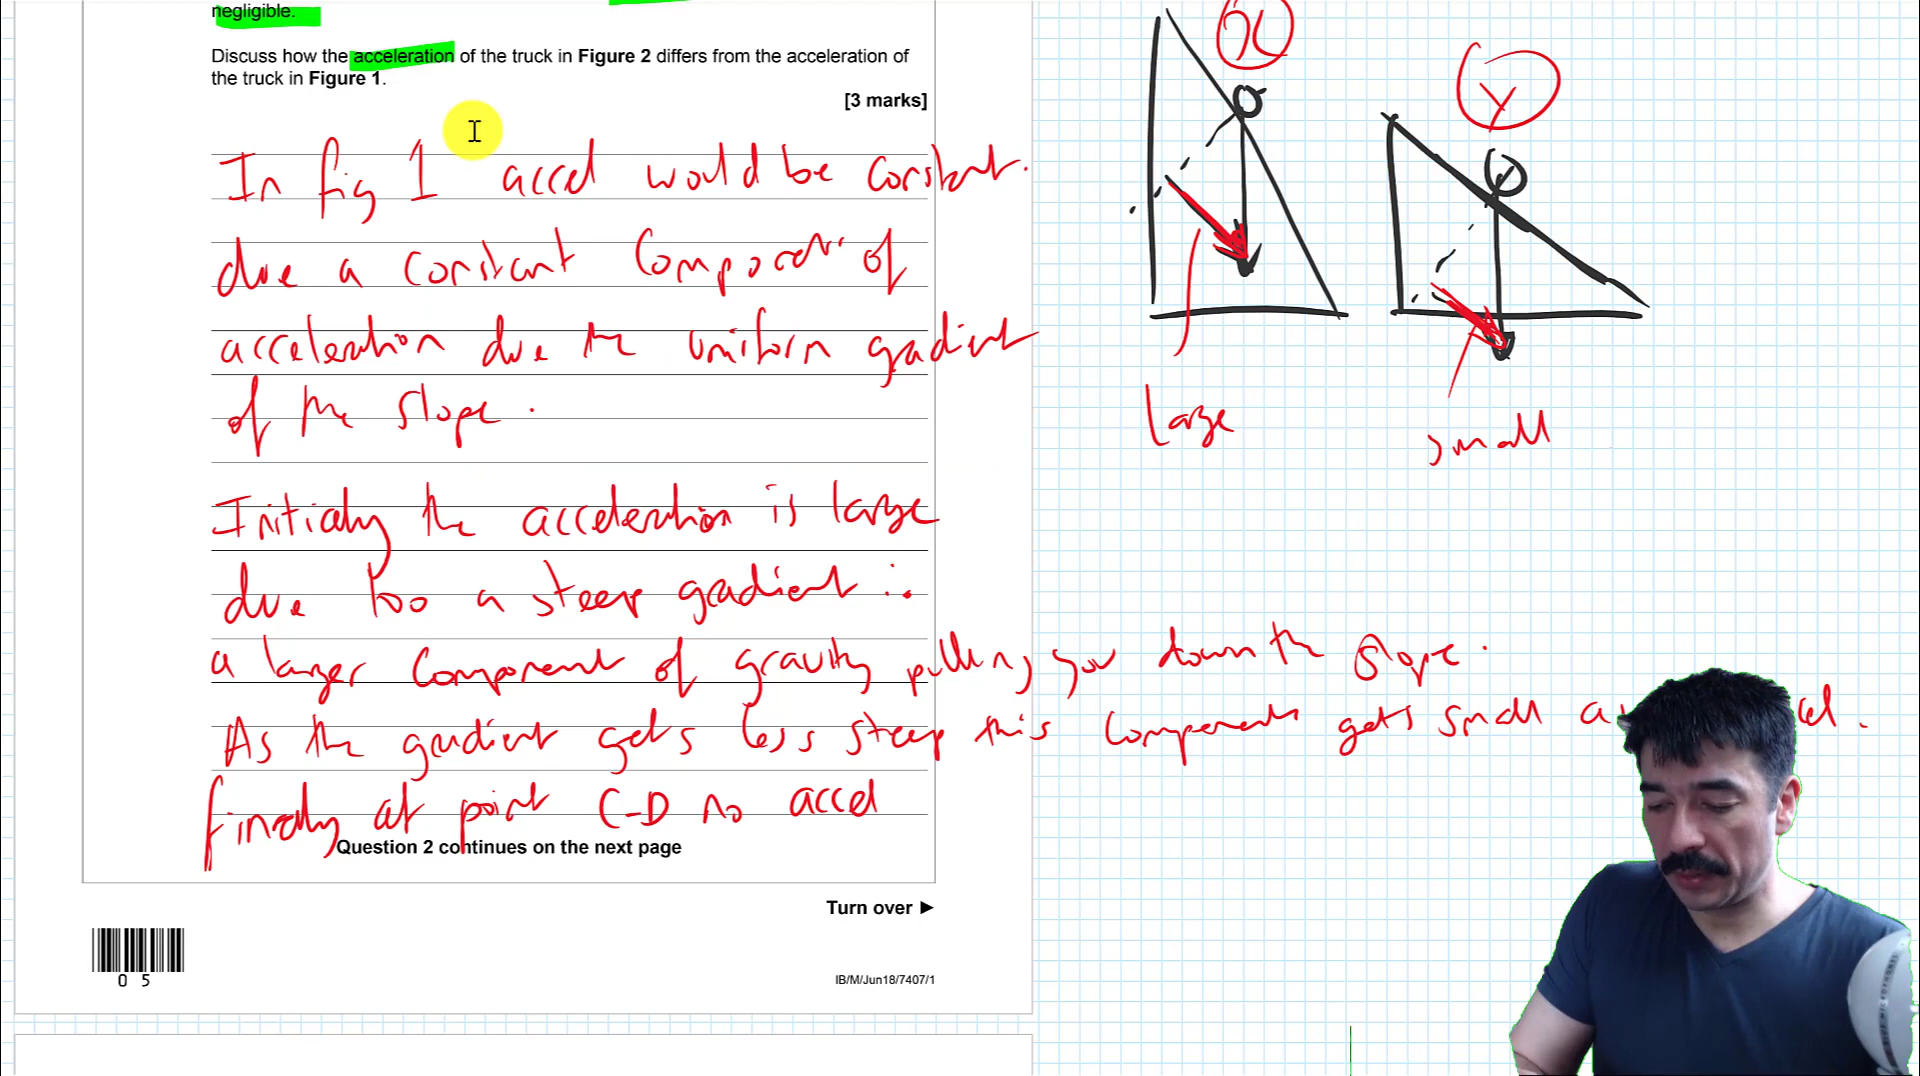 negligible.
Discuss how the acceleration of the truck in Figure 2 differs from the acceleration of
the truck in Figure 1.
[3 marks]
In fig 1 accel would be constant.
due a constant component of
acceleration due the uniform gradient
of the slope.
Initially the acceleration is large
due too a steep gradient ∴
a larger component of gravity pulling you down the slope.
As the gradient gets less steep this component gets small
finally at point C-D no accel
Question 2 continues on the next page
Turn over ►
0 5
IB/M/Jun18/7407/1
X
Y
large
small